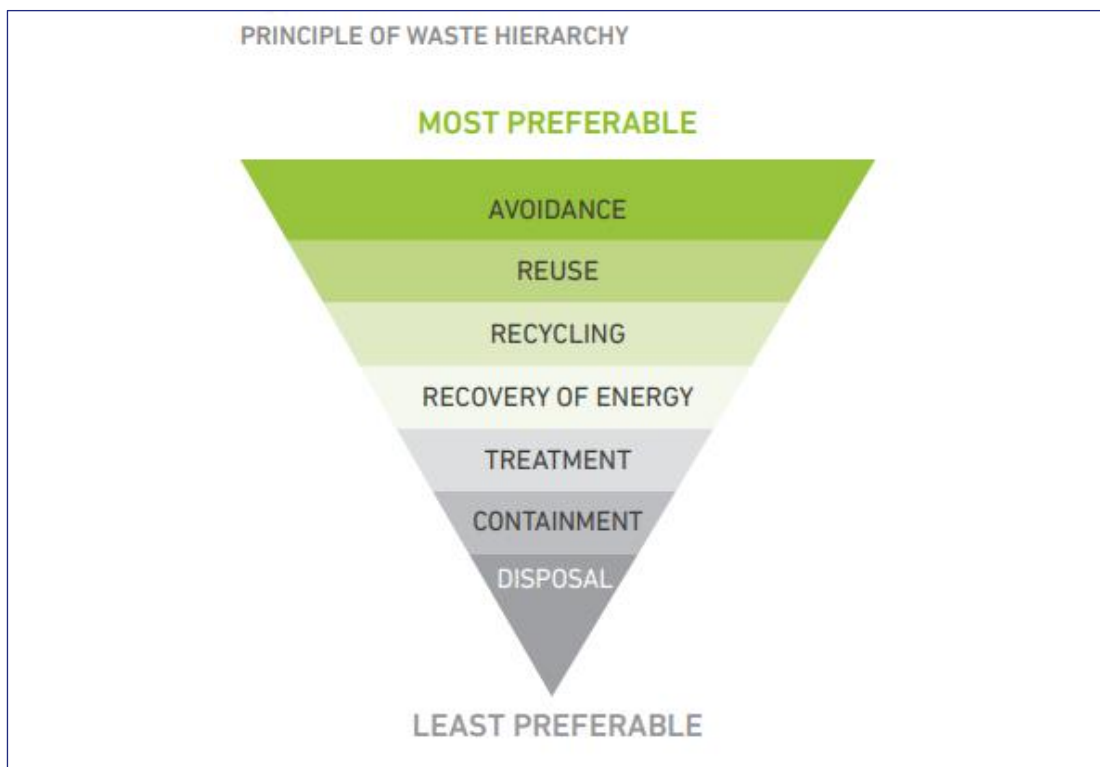 PRINCIPLE OF WASTE HIERARCHY
MOST PREFERABLE
AVOIDANCE
REUSE
RECYCLING
RECOVERY OF ENERGY
TREATMENT
CONTAINMENT
DISPOSAL
LEAST PREFERABLE